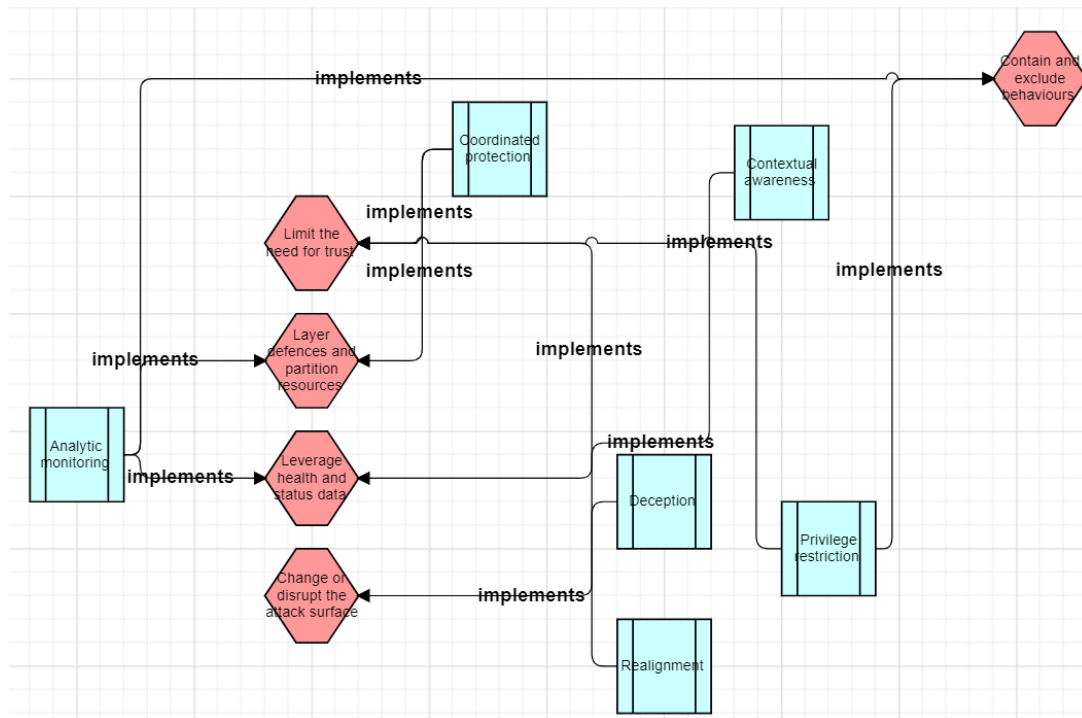 implements
Contain and
exclude
behaviours
Coordinated
protection
Contextual
awareness
implements
Limit the
need for trust
implements
implements
implements
Layer
defences and
partition
resources
implements
implements
Analytic
monitoring
implements
Leverage
health and
status data
implements
Deception
Privilege
restriction
Change or
disrupt the
attack surface
implements
Realignment